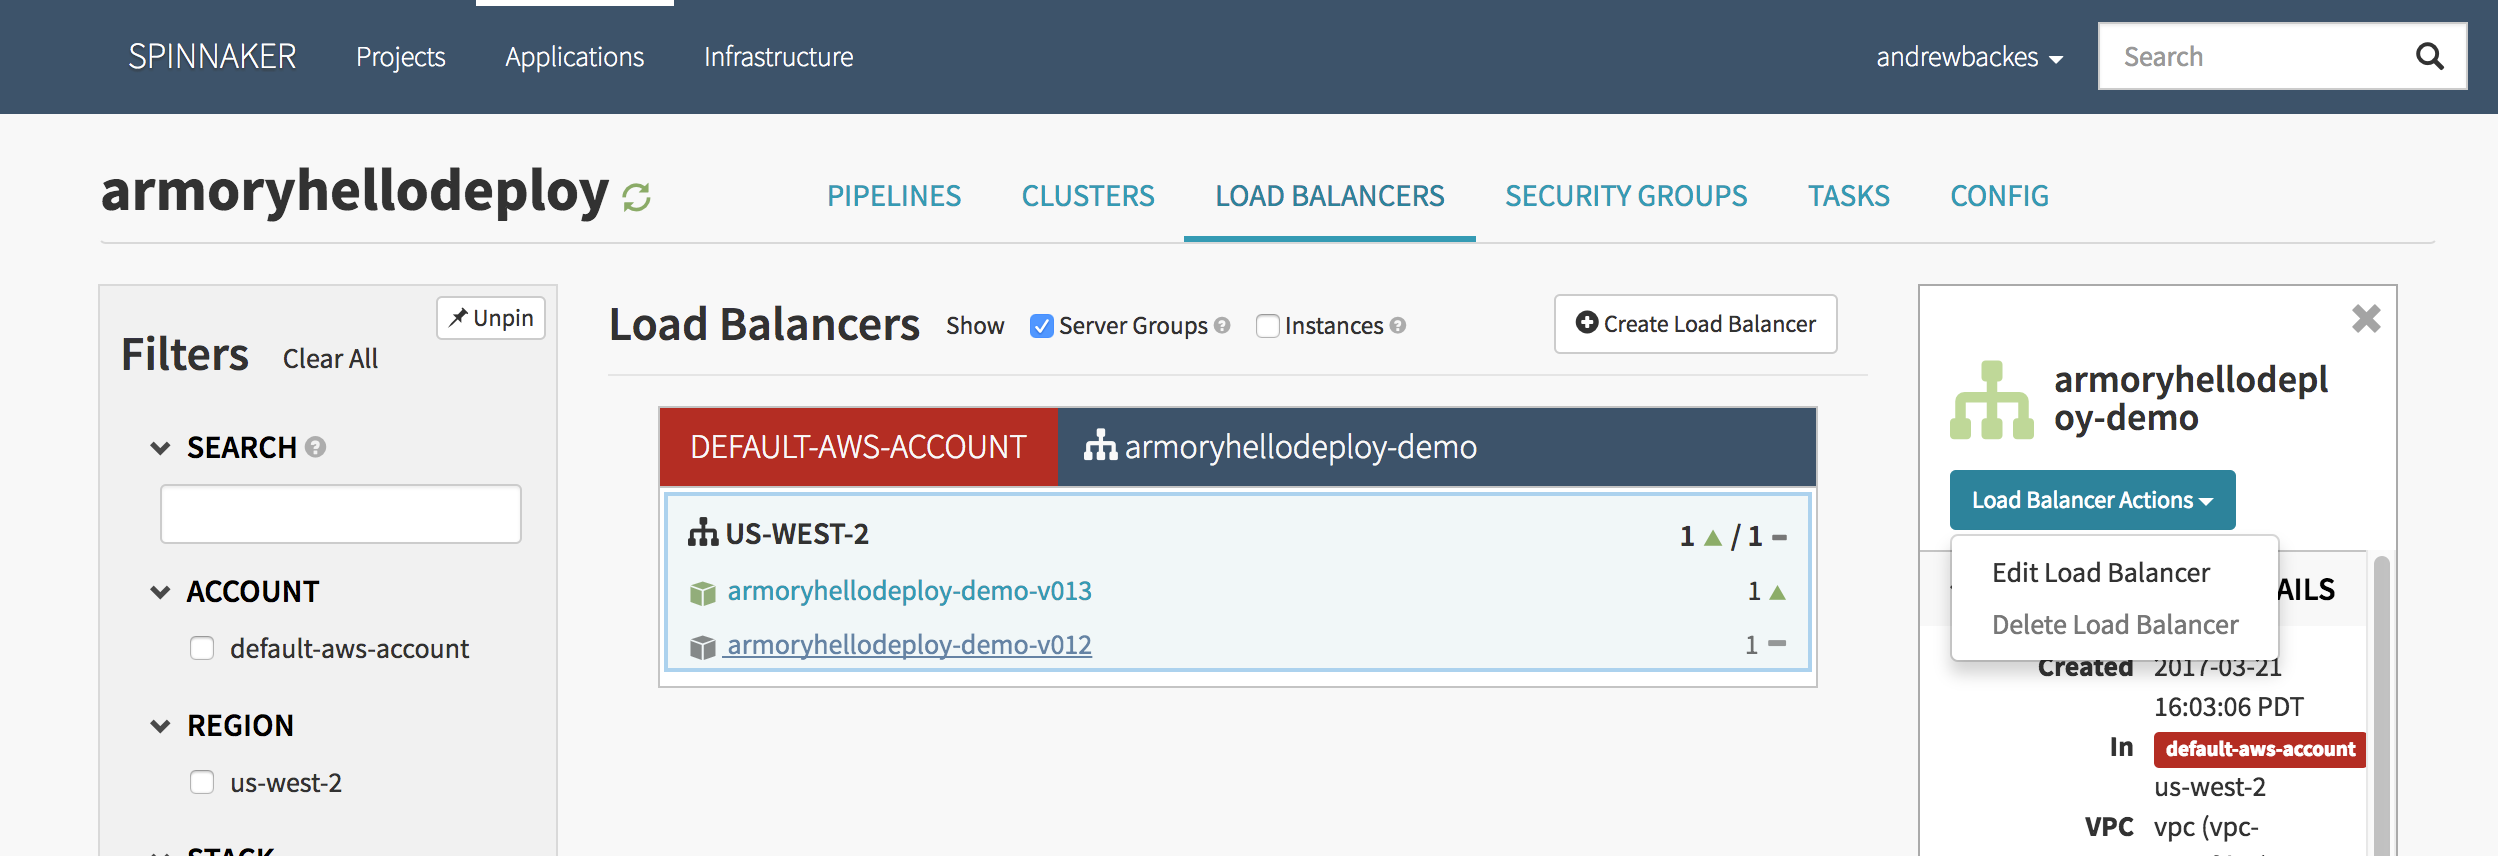 SPINNAKER Projects Applications Infrastructure andrewbackes Search
armoryhellodeploy PIPELINES CLUSTERS LOAD BALANCERS SECURITY GROUPS TASKS CONFIG
Unpin
Filters Clear All
SEARCH ?
ACCOUNT
default-aws-account
REGION
us-west-2
STACK
Load Balancers Show Server Groups ? Instances ? Create Load Balancer
DEFAULT-AWS-ACCOUNT armoryhellodeploy-demo
US-WEST-2 1 / 1
armoryhellodeploy-demo-v013 1
armoryhellodeploy-demo-v012 1
armoryhellodepl
oy-demo
Load Balancer Actions
Edit Load Balancer
AILS
Delete Load Balancer
Created 2017-03-21
16:03:06 PDT
In default-aws-account
us-west-2
VPC vpc (vpc-